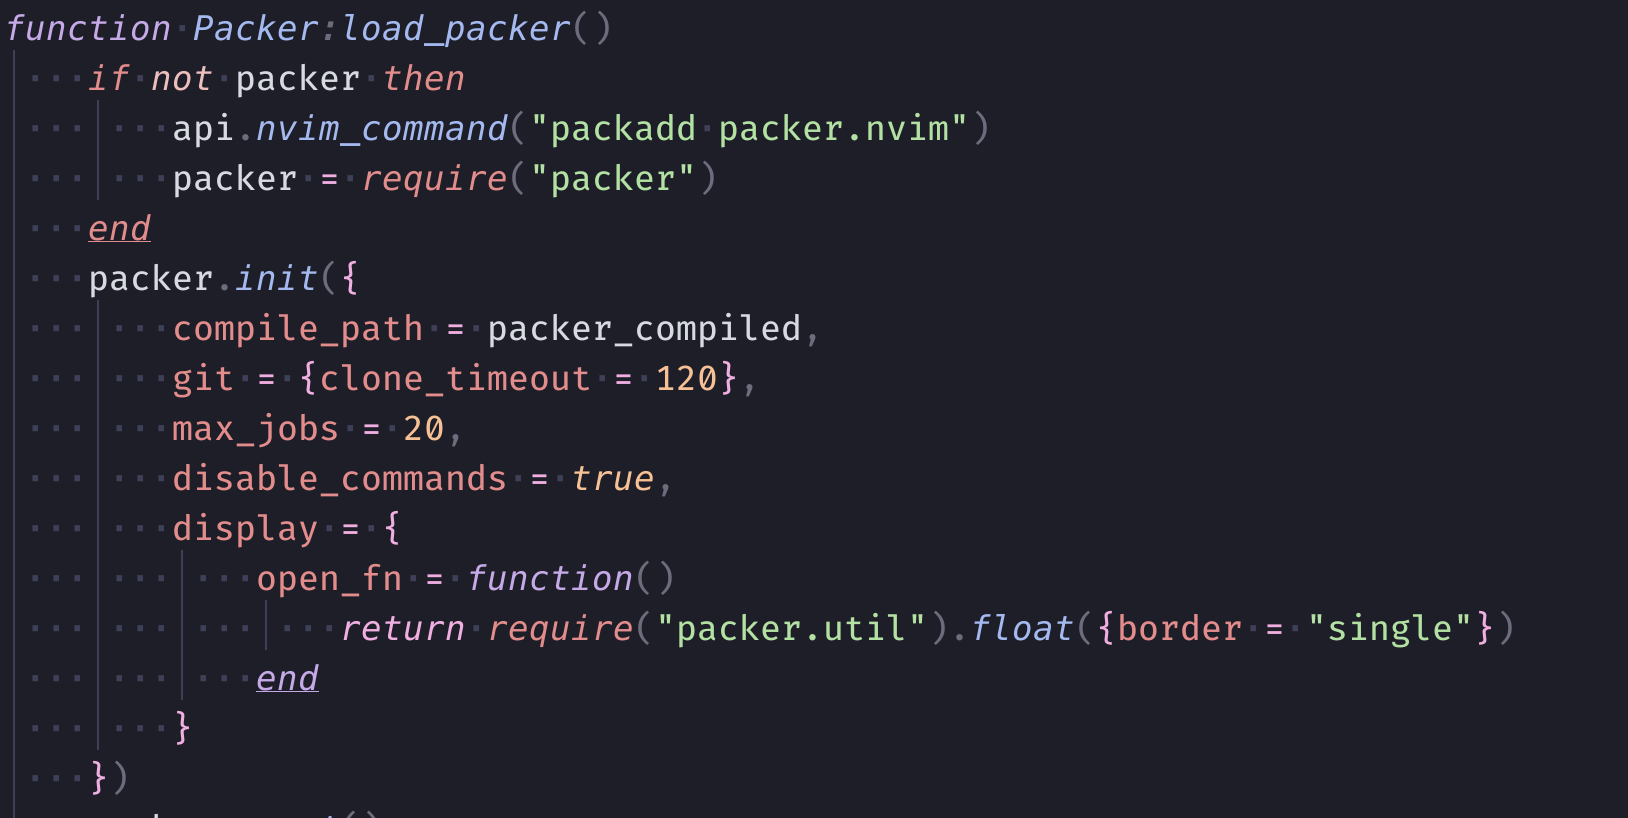 function Packer:load_packer()
    if not packer then
        api.nvim_command("packadd packer.nvim")
        packer = require("packer")
    end
    packer.init({
        compile_path = packer_compiled,
        git = {clone_timeout = 120},
        max_jobs = 20,
        disable_commands = true,
        display = {
            open_fn = function()
                return require("packer.util").float({border = "single"})
            end
        }
    })